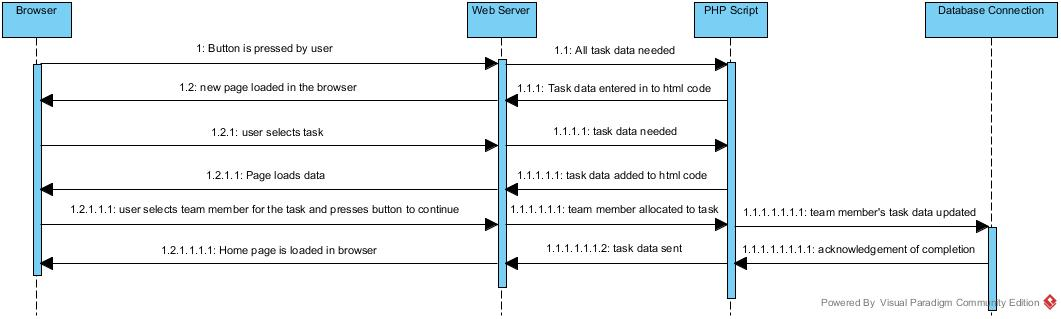 Browser
Web Server
PHP Script
Database Connection
1: Button is pressed by user
1.1: All task data needed
1.2: new page loaded in the browser
1.1.1: Task data entered in to html code
1.2.1: user selects task
1.1.1.1: task data needed
1.2.1.1: Page loads data
1.1.1.1.1: task data added to html code
1.2.1.1.1: user selects team member for the task and presses button to continue
1.1.1.1.1.1: team member allocated to task
1.1.1.1.1.1.1: team member's task data updated
1.2.1.1.1.1: Home page is loaded in browser
1.1.1.1.1.1.2: task data sent
1.1.1.1.1.1.1.1: acknowledgement of completion
Powered By Visual Paradigm Community Edition